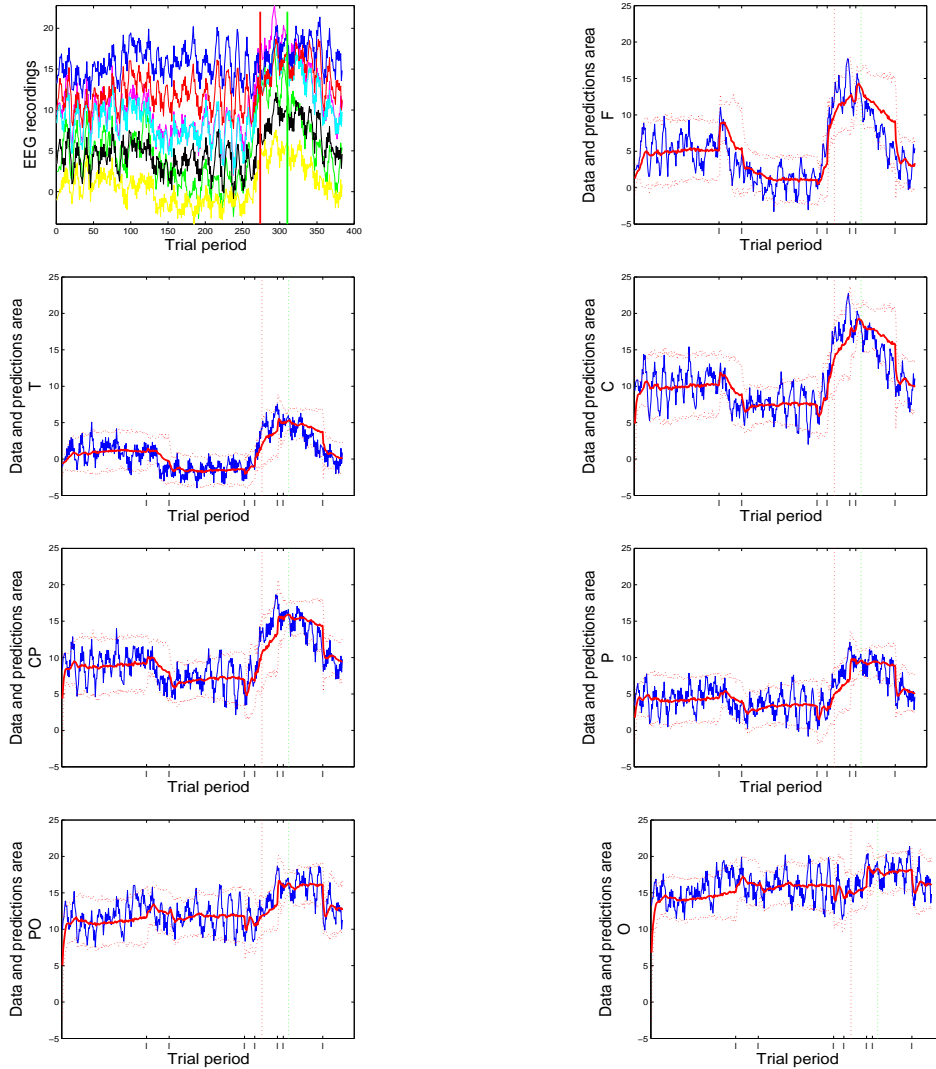 EEG recordings
20
15
10
5
0
0 50 100 150 200 250 300 350 400
Trial period
Data and predictions area
F
25
20
15
10
5
0
−5
Trial period
Data and predictions area
T
25
20
15
10
5
0
−5
Trial period
Data and predictions area
C
25
20
15
10
5
0
−5
Trial period
Data and predictions area
CP
25
20
15
10
5
0
−5
Trial period
Data and predictions area
P
25
20
15
10
5
0
−5
Trial period
Data and predictions area
PO
25
20
15
10
5
0
−5
Trial period
Data and predictions area
O
25
20
15
10
5
0
−5
Trial period